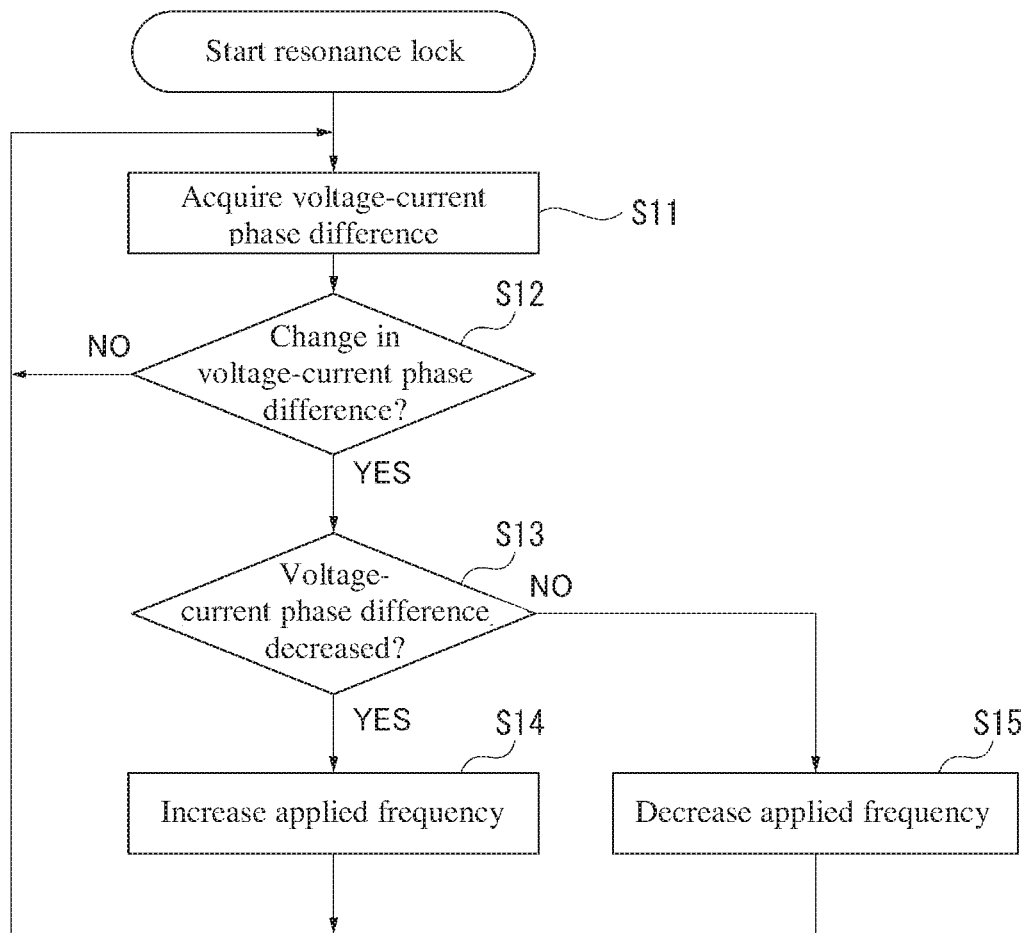 Start resonance lock
Acquire voltage-current
phase difference
S11
S12
Change in
voltage-current phase
difference?
NO
YES
S13
Voltage-
current phase difference
decreased?
NO
YES
S14
Increase applied frequency
S15
Decrease applied frequency